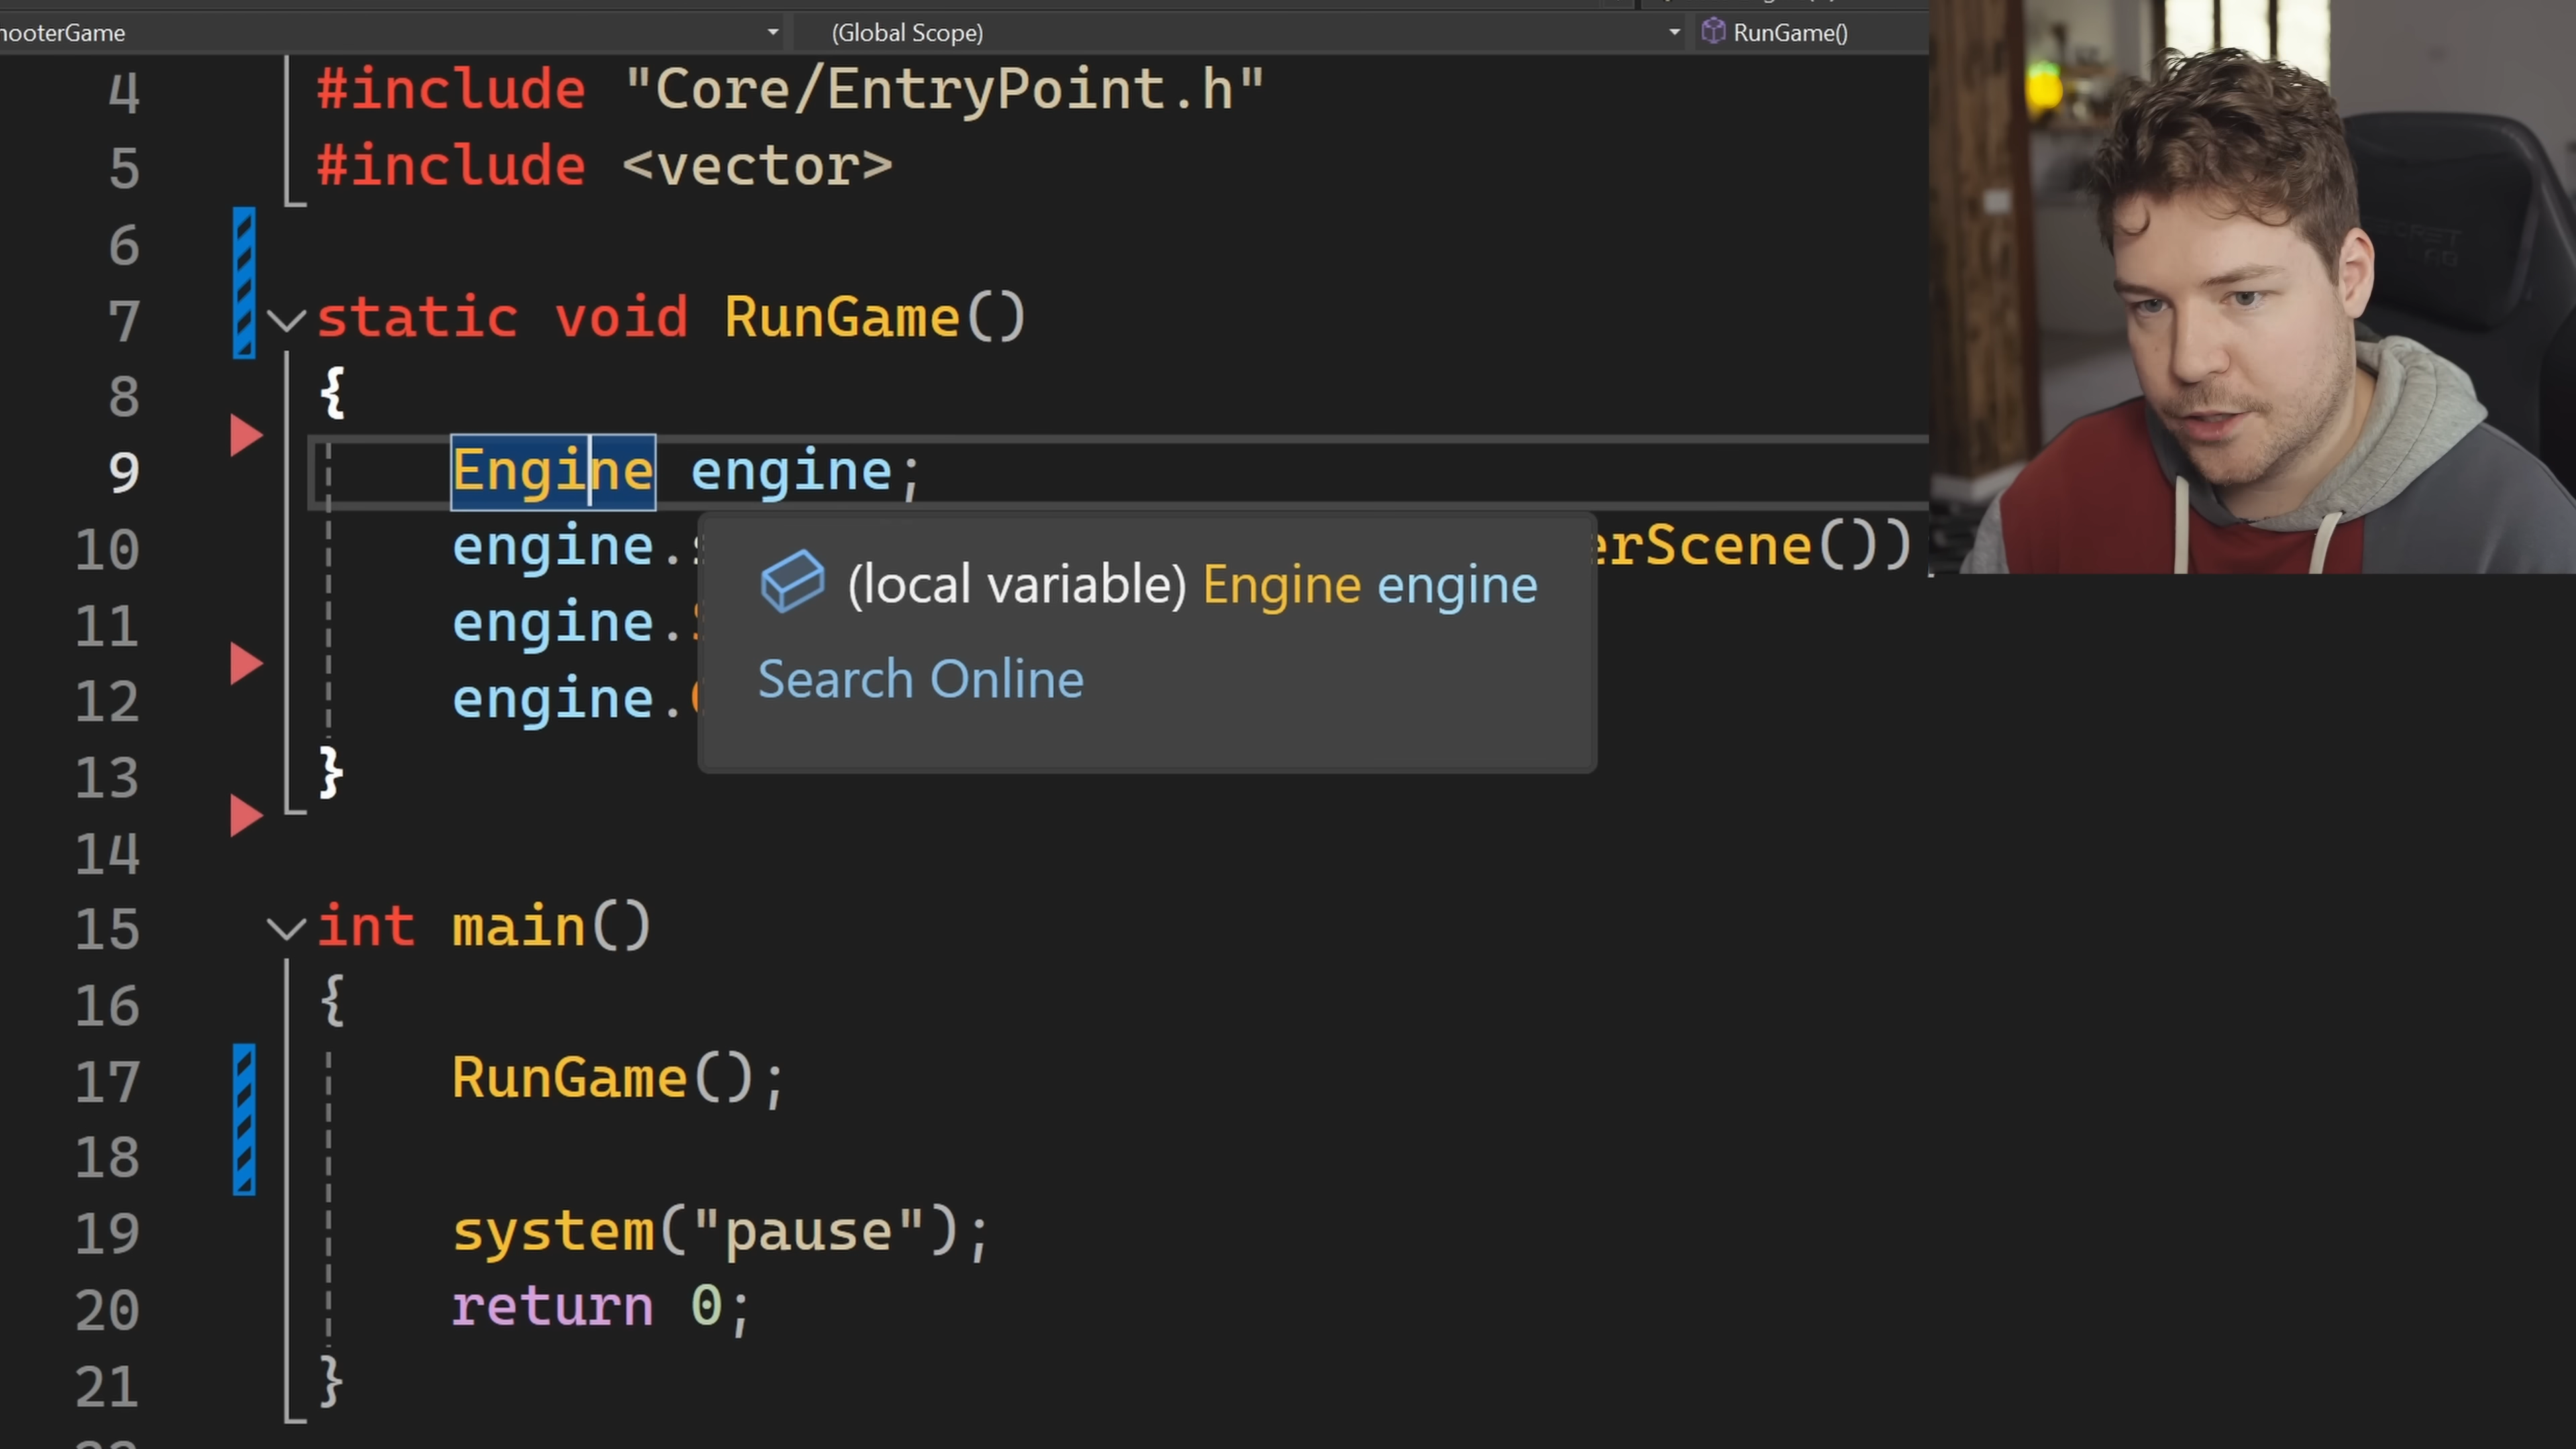 (Global Scope)
RunGame()
4 #include "Core/EntryPoint.h"
5 #include <vector>
6
7 static void RunGame()
8 {
9 Engine engine;
10 engine.
11 engine.
12 engine.
(local variable) Engine engine
Search Online
13 }
14
15 int main()
16 {
17 RunGame();
18
19 system("pause");
20 return 0;
21 }